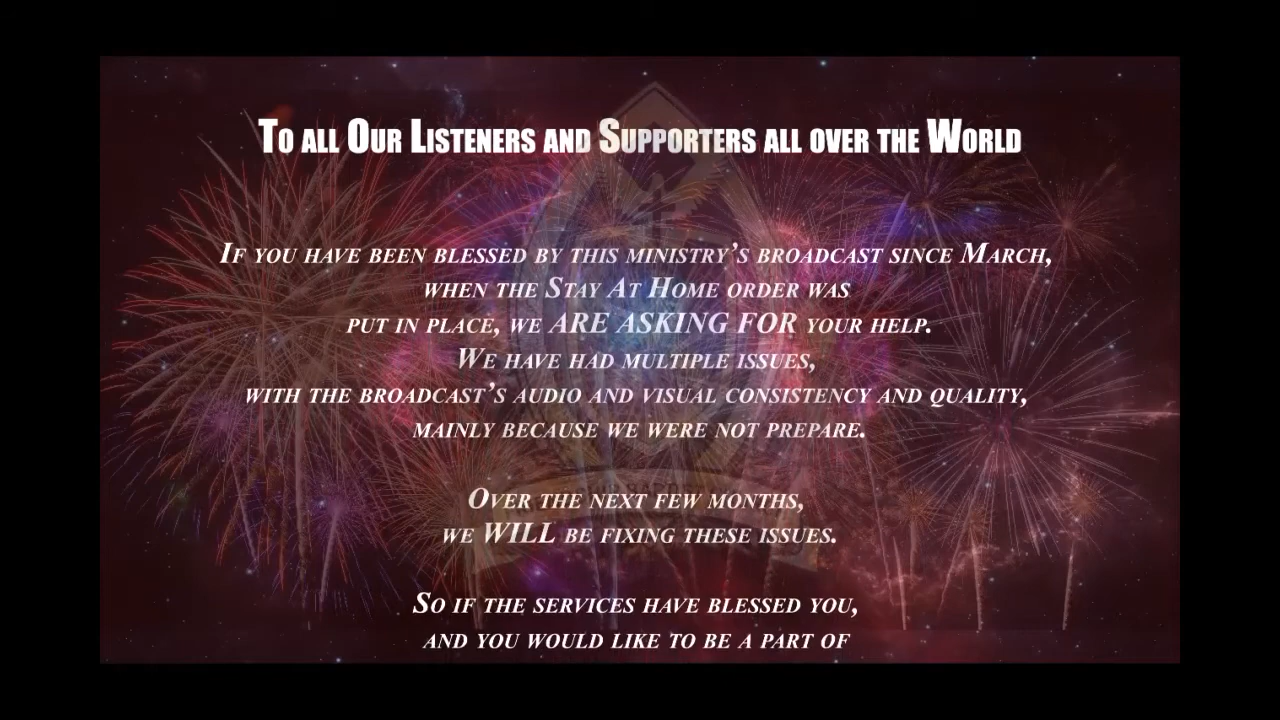 To all Our Listeners and Supporters all over the World
If you have been blessed by this ministry's broadcast since March,
when the Stay At Home order was
put in place, we ARE ASKING FOR your help.
We have had multiple issues,
with the broadcast's audio and visual consistency and quality,
mainly because we were not prepare.
Over the next few months,
we WILL be fixing these issues.
So if the services have blessed you,
and you would like to be a part of